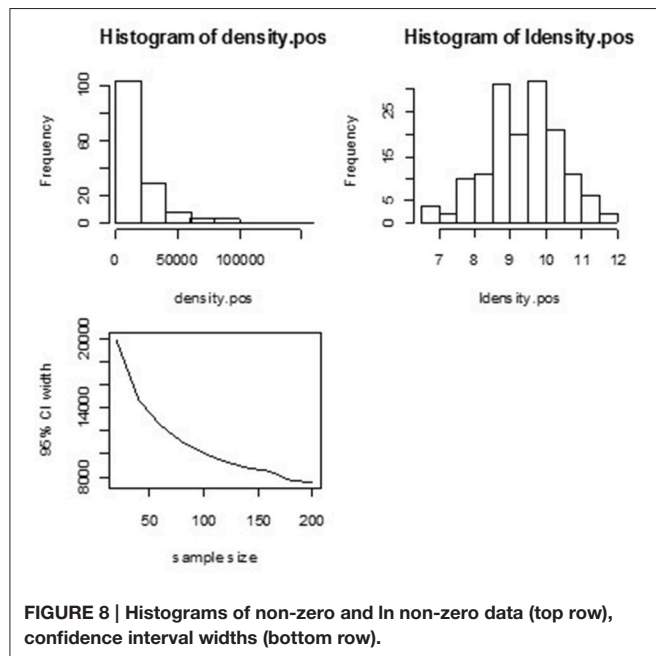 Histogram of density.pos
Frequency
0
20
60
100
0
50000
100000
density.pos
Histogram of ldensity.pos
Frequency
0
5
15
25
7
8
9
10
11
12
ldensity.pos
95% CI width
8000
14000
20000
50
100
150
200
sample size
FIGURE 8 | Histograms of non-zero and ln non-zero data (top row),
confidence interval widths (bottom row).